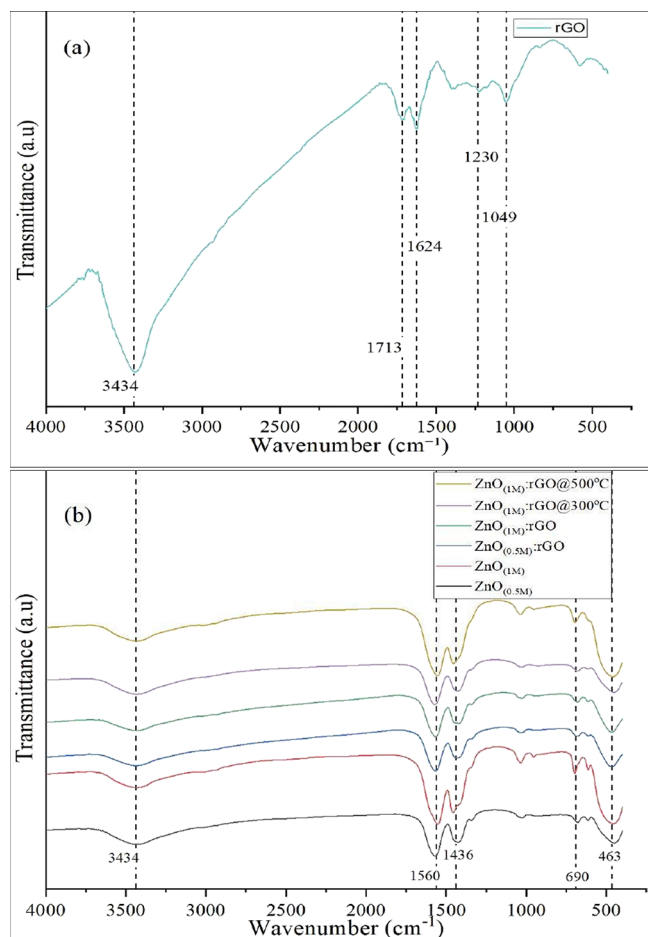 (a)
rGO
Transmittance (a.u)
1230
1049
1624
1713
3434
4000 3500 3000 2500 2000 1500 1000 500
Wavenumber (cm⁻¹)
(b)
ZnO(1M):rGO@500°C
ZnO(1M):rGO@300°C
ZnO(1M):rGO
ZnO(0.5M):rGO
ZnO(1M)
ZnO(0.5M)
Transmittance (a.u)
3434 1436 463
1560 690
4000 3500 3000 2500 2000 1500 1000 500
Wavenumber (cm⁻¹)